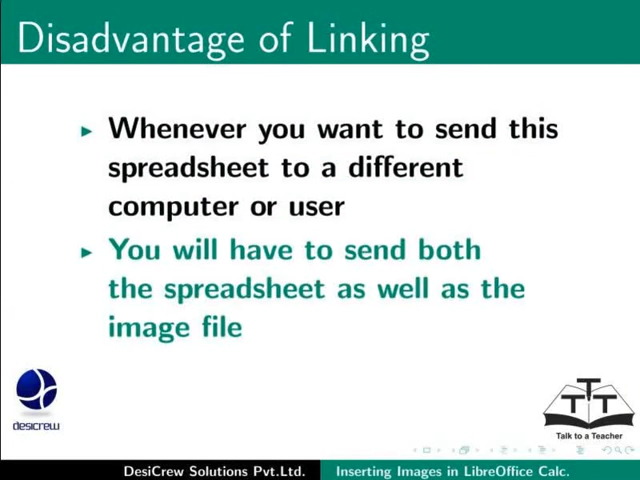 Disadvantage of Linking
Whenever you want to send this
spreadsheet to a different
computer or user
You will have to send both
the spreadsheet as well as the
image file
desicrew
TTT
Talk to a Teacher
DesiCrew Solutions Pvt.Ltd.
Inserting Images in LibreOffice Calc.